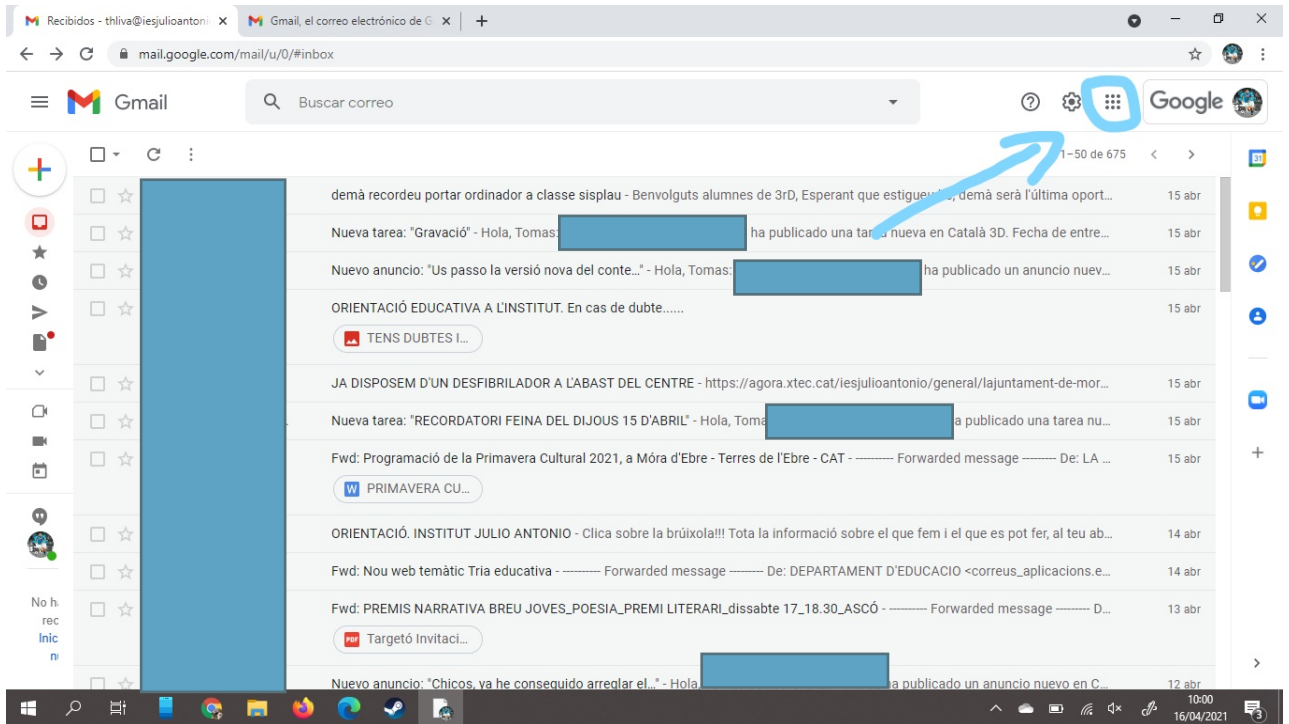 Recibidos - thliva@iesjulioantoni
Gmail, el correo electrónico de G
mail.google.com/mail/u/0/#inbox
Gmail
Buscar correo
Google
1–50 de 675
31
demà recordeu portar ordinador a classe sisplau - Benvolguts alumnes de 3rD, Esperant que estigueu demà serà l'última oport... 15 abr
Nueva tarea: "Gravació" - Hola, Tomas: ha publicado una tarea nueva en Català 3D. Fecha de entre... 15 abr
Nuevo anuncio: "Us passo la versió nova del conte..." - Hola, Tomas: ha publicado un anuncio nuev... 15 abr
ORIENTACIÓ EDUCATIVA A L'INSTITUT. En cas de dubte...... 15 abr
TENS DUBTES I...
JA DISPOSEM D'UN DESFIBRILADOR A L'ABAST DEL CENTRE - https://agora.xtec.cat/iesjulioantonio/general/lajuntament-de-mor... 15 abr
Nueva tarea: "RECORDATORI FEINA DEL DIJOUS 15 D'ABRIL" - Hola, Toma a publicado una tarea nu... 15 abr
Fwd: Programació de la Primavera Cultural 2021, a Móra d'Ebre - Terres de l'Ebre - CAT - ---------- Forwarded message --------- De: LA ... 15 abr
W PRIMAVERA CU...
ORIENTACIÓ. INSTITUT JULIO ANTONIO - Clica sobre la brúixola!!! Tota la informació sobre el que fem i el que es pot fer, al teu ab... 14 abr
Fwd: Nou web temàtic Tria educativa - ---------- Forwarded message --------- De: DEPARTAMENT D'EDUCACIO <correus_aplicacions.e... 14 abr
Fwd: PREMIS NARRATIVA BREU JOVES_POESIA_PREMI LITERARI_dissabte 17_18.30_ASCÓ - ---------- Forwarded message --------- D... 13 abr
PDF Targetó Invitaci...
Nuevo anuncio: "Chicos, ya he conseguido arreglar el..." - Hola, a publicado un anuncio nuevo en C... 12 abr
No h
rec
Inic
n
10:00
16/04/2021
3